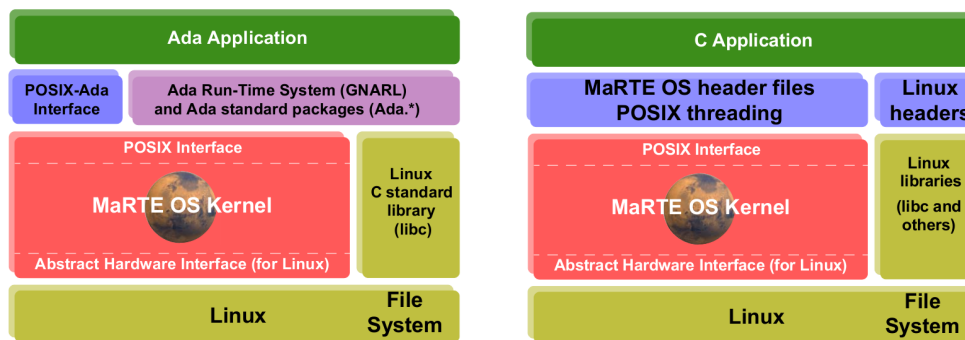 Ada Application
POSIX-Ada
Interface
Ada Run-Time System (GNARL)
and Ada standard packages (Ada.*)
POSIX Interface
MaRTE OS Kernel
Abstract Hardware Interface (for Linux)
Linux
C standard
library
(libc)
Linux
File
System
C Application
MaRTE OS header files
POSIX threading
Linux
headers
POSIX Interface
MaRTE OS Kernel
Abstract Hardware Interface (for Linux)
Linux
libraries
(libc and
others)
Linux
File
System